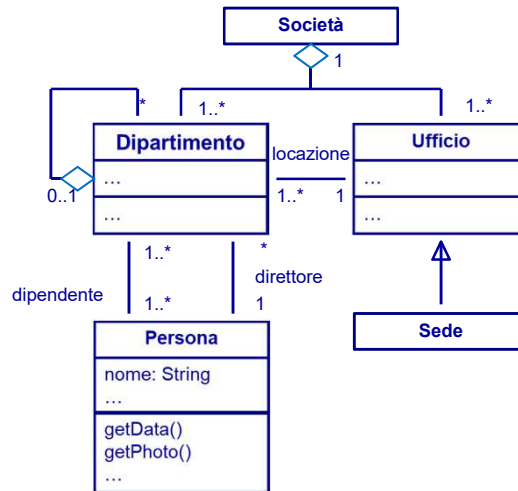 Società
1
*
1..*
1..*
Dipartimento
Ufficio
locazione
…
…
0..1
1..*
1
…
…
1..*
*
direttore
dipendente
1..*
1
Persona
Sede
nome: String
…
getData()
getPhoto()
…